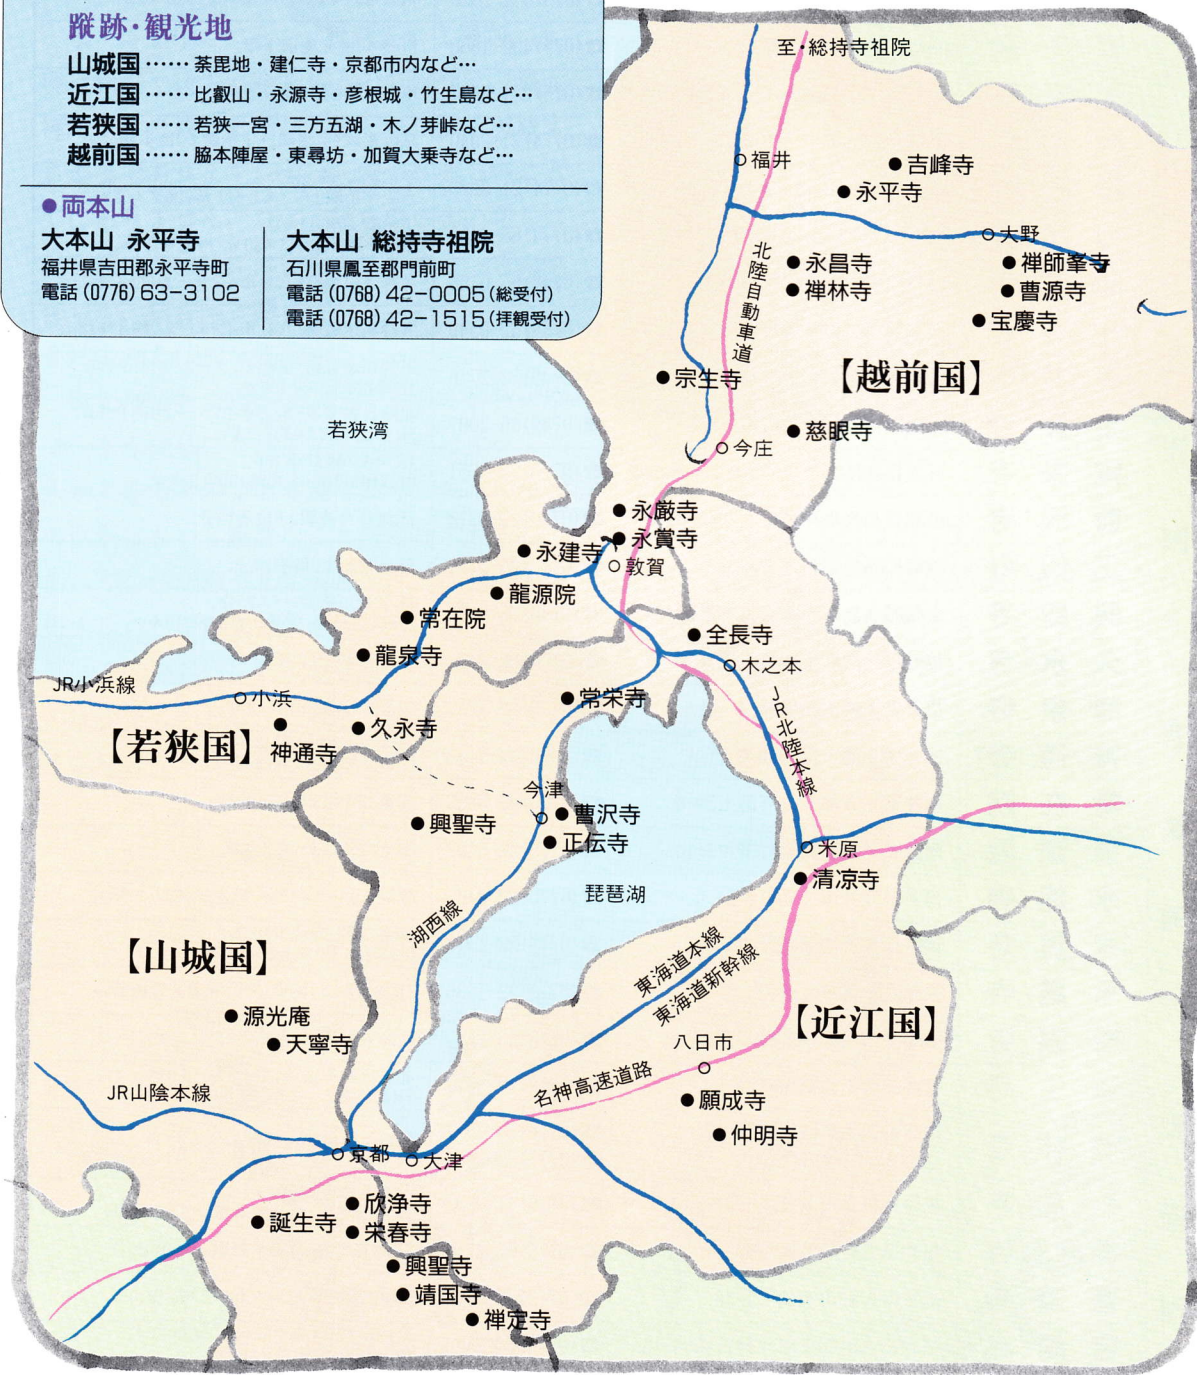 蹤跡・観光地
山城国……荼毘地・建仁寺・京都市内など…
近江国……比叡山・永源寺・彦根城・竹生島など…
若狭国……若狭一宮・三方五湖・木ノ芽峠など…
越前国……脇本陣屋・東尋坊・加賀大乗寺など…
●両本山
大本山 永平寺
福井県吉田郡永平寺町
電話(0776)63-3102
大本山 総持寺祖院
石川県鳳至郡門前町
電話(0768)42-0005(総受付)
電話(0768)42-1515(拝観受付)
至・総持寺祖院
福井
吉峰寺
永平寺
大野
北陸自動車道
永昌寺
禅師峯寺
禅林寺
曹源寺
宝慶寺
宗生寺
【越前国】
若狭湾
慈眼寺
今庄
永厳寺
永賞寺
永建寺
敦賀
龍源院
常在院
全長寺
龍泉寺
木之本
JR小浜線
小浜
常栄寺
JR北陸本線
久永寺
【若狭国】
神通寺
今津
曹沢寺
興聖寺
正伝寺
米原
清凉寺
琵琶湖
湖西線
東海道本線
東海道新幹線
【山城国】
源光庵
天寧寺
【近江国】
八日市
名神高速道路
JR山陰本線
願成寺
仲明寺
京都
大津
欣浄寺
誕生寺
栄春寺
興聖寺
靖国寺
禅定寺